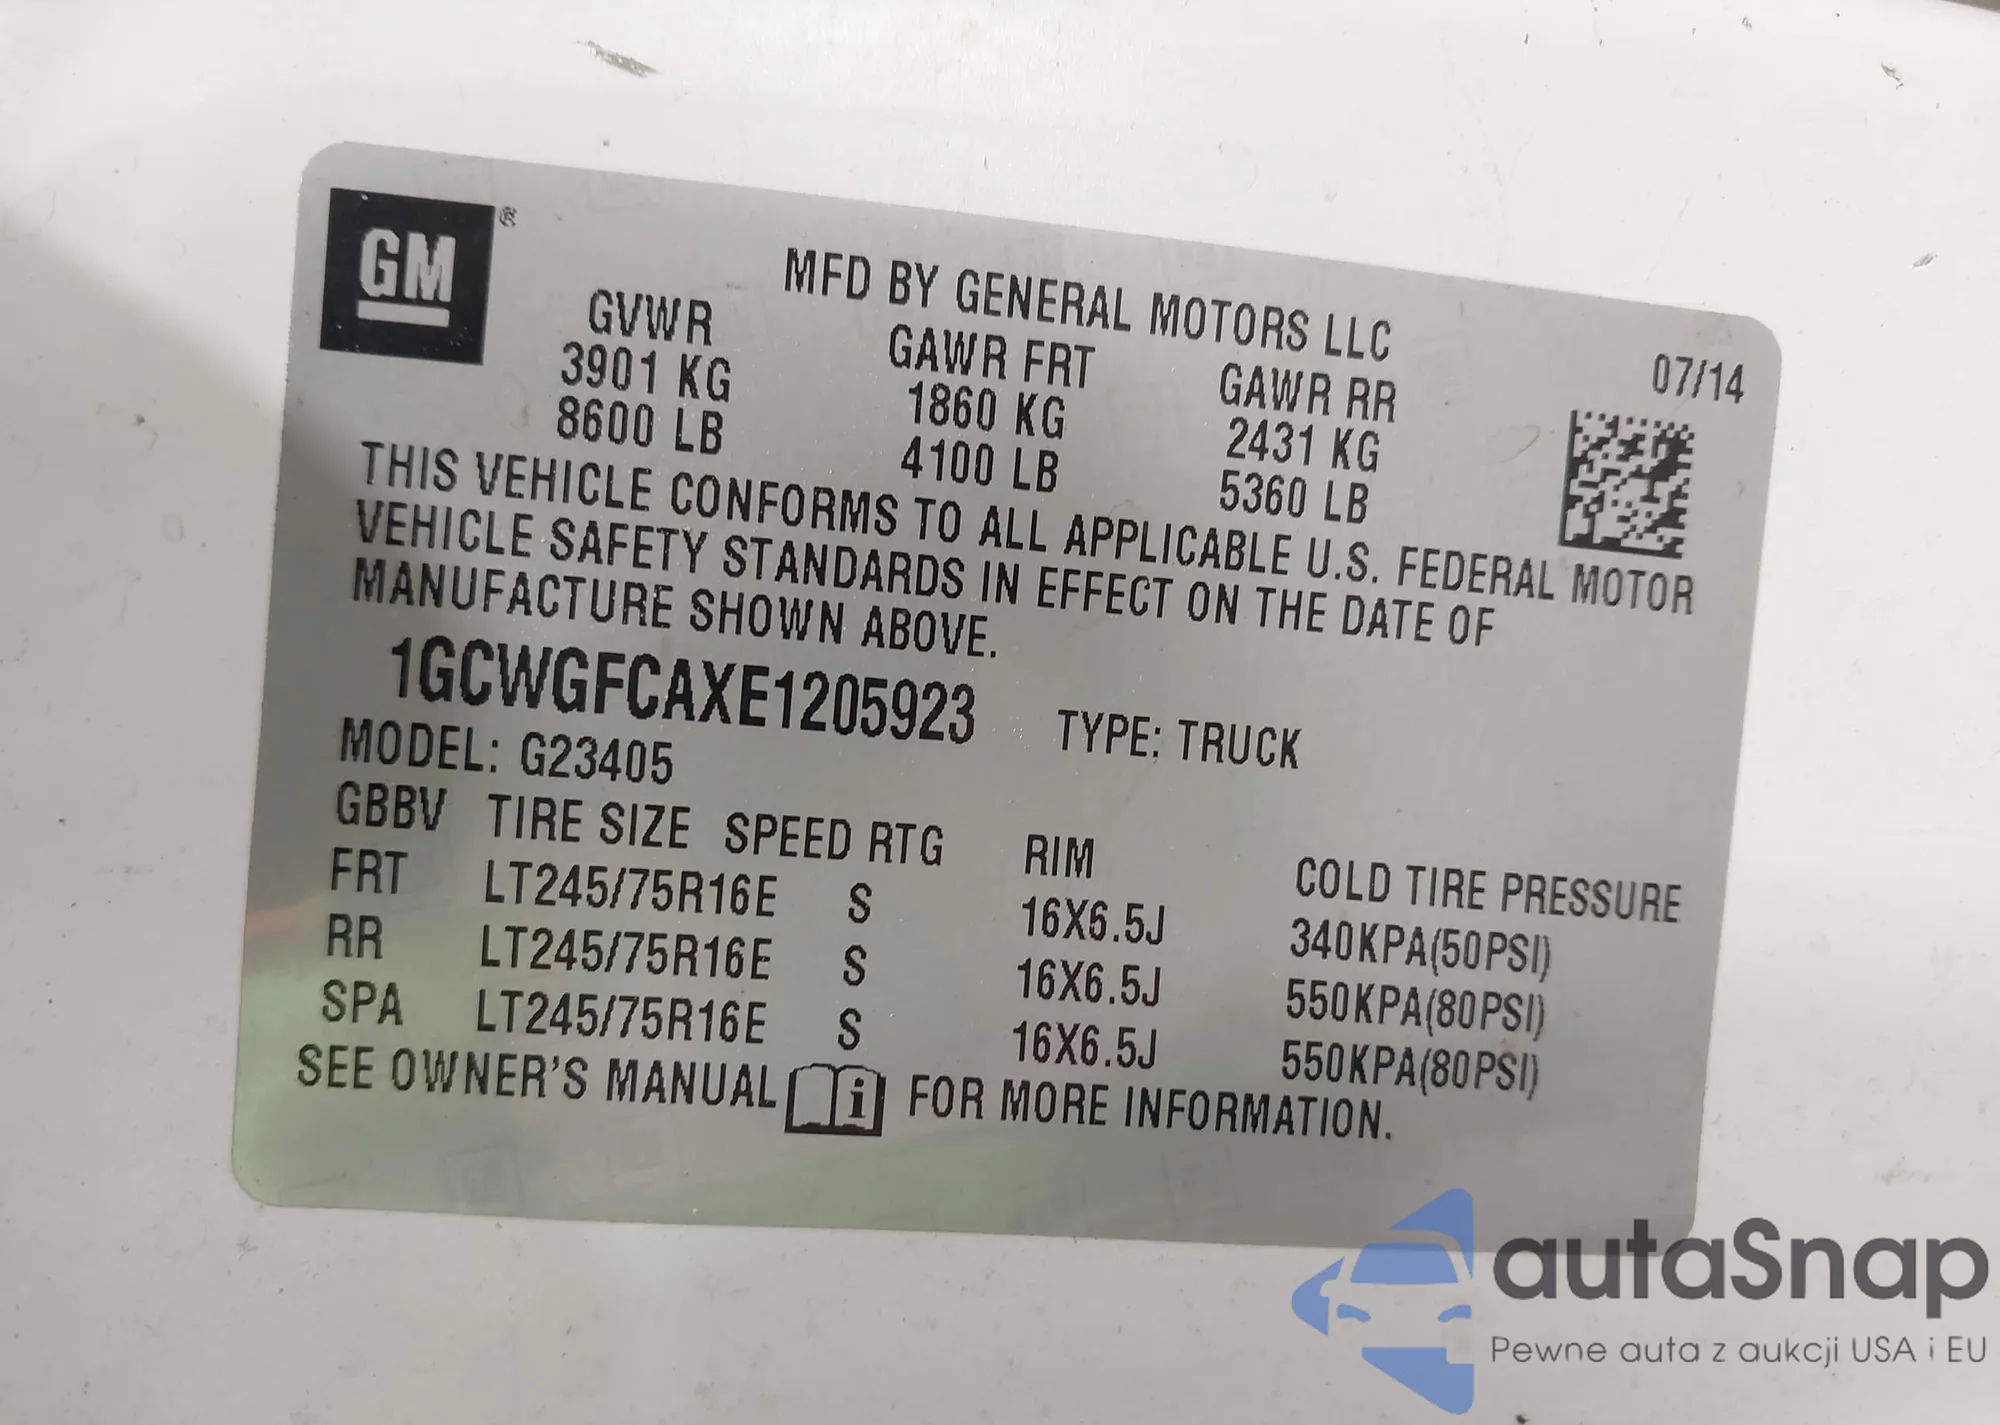 GM®
MFD BY GENERAL MOTORS LLC
GVWR GAWR FRT GAWR RR 07/14
3901 KG 1860 KG 2431 KG
8600 LB 4100 LB 5360 LB
THIS VEHICLE CONFORMS TO ALL APPLICABLE U.S. FEDERAL MOTOR
VEHICLE SAFETY STANDARDS IN EFFECT ON THE DATE OF
MANUFACTURE SHOWN ABOVE.
1GCWGFCAXE1205923 TYPE: TRUCK
MODEL: G23405
GBBV TIRE SIZE SPEED RTG RIM COLD TIRE PRESSURE
FRT LT245/75R16E S 16X6.5J 340KPA(50PSI)
RR LT245/75R16E S 16X6.5J 550KPA(80PSI)
SPA LT245/75R16E S 16X6.5J 550KPA(80PSI)
SEE OWNER'S MANUAL i FOR MORE INFORMATION.
autaSnap
Pewne auta z aukcji USA i EU